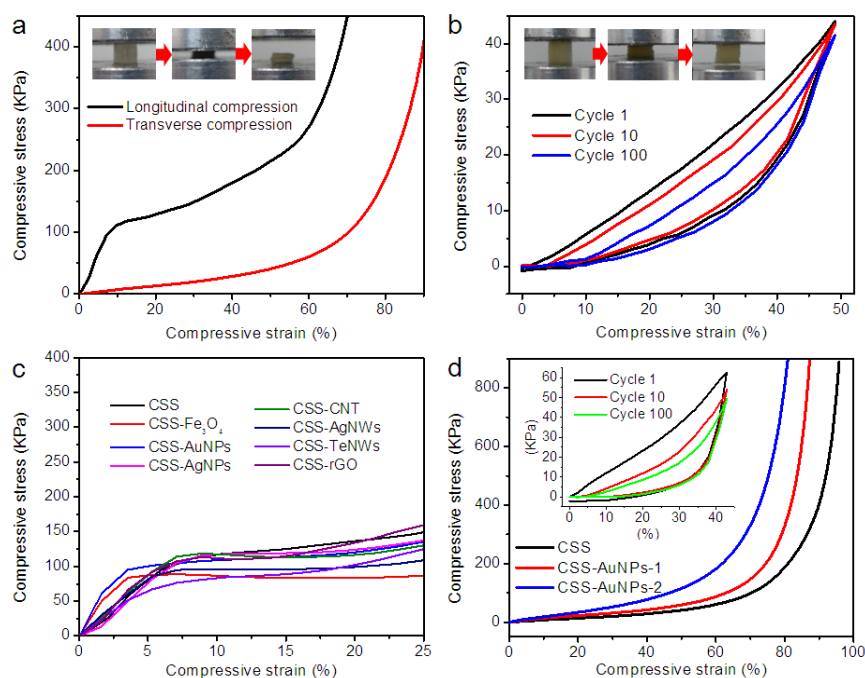 a
Compressive stress (KPa)
400
300
200
100
0
Longitudinal compression
Transverse compression
0 20 40 60 80
Compressive strain (%)
b
Compressive stress (KPa)
40
30
20
10
0
Cycle 1
Cycle 10
Cycle 100
0 10 20 30 40 50
Compressive strain (%)
c
Compressive stress (KPa)
400
350
300
250
200
150
100
50
0
CSS
CSS-Fe₃O₄
CSS-AuNPs
CSS-AgNPs
CSS-CNT
CSS-AgNWs
CSS-TeNWs
CSS-rGO
0 5 10 15 20 25
Compressive strain (%)
d
Compressive stress (KPa)
800
600
400
200
0
(KPa)
60
50
40
30
20
10
0
Cycle 1
Cycle 10
Cycle 100
0 10 20 30 40
(%)
CSS
CSS-AuNPs-1
CSS-AuNPs-2
0 20 40 60 80 100
Compressive strain (%)